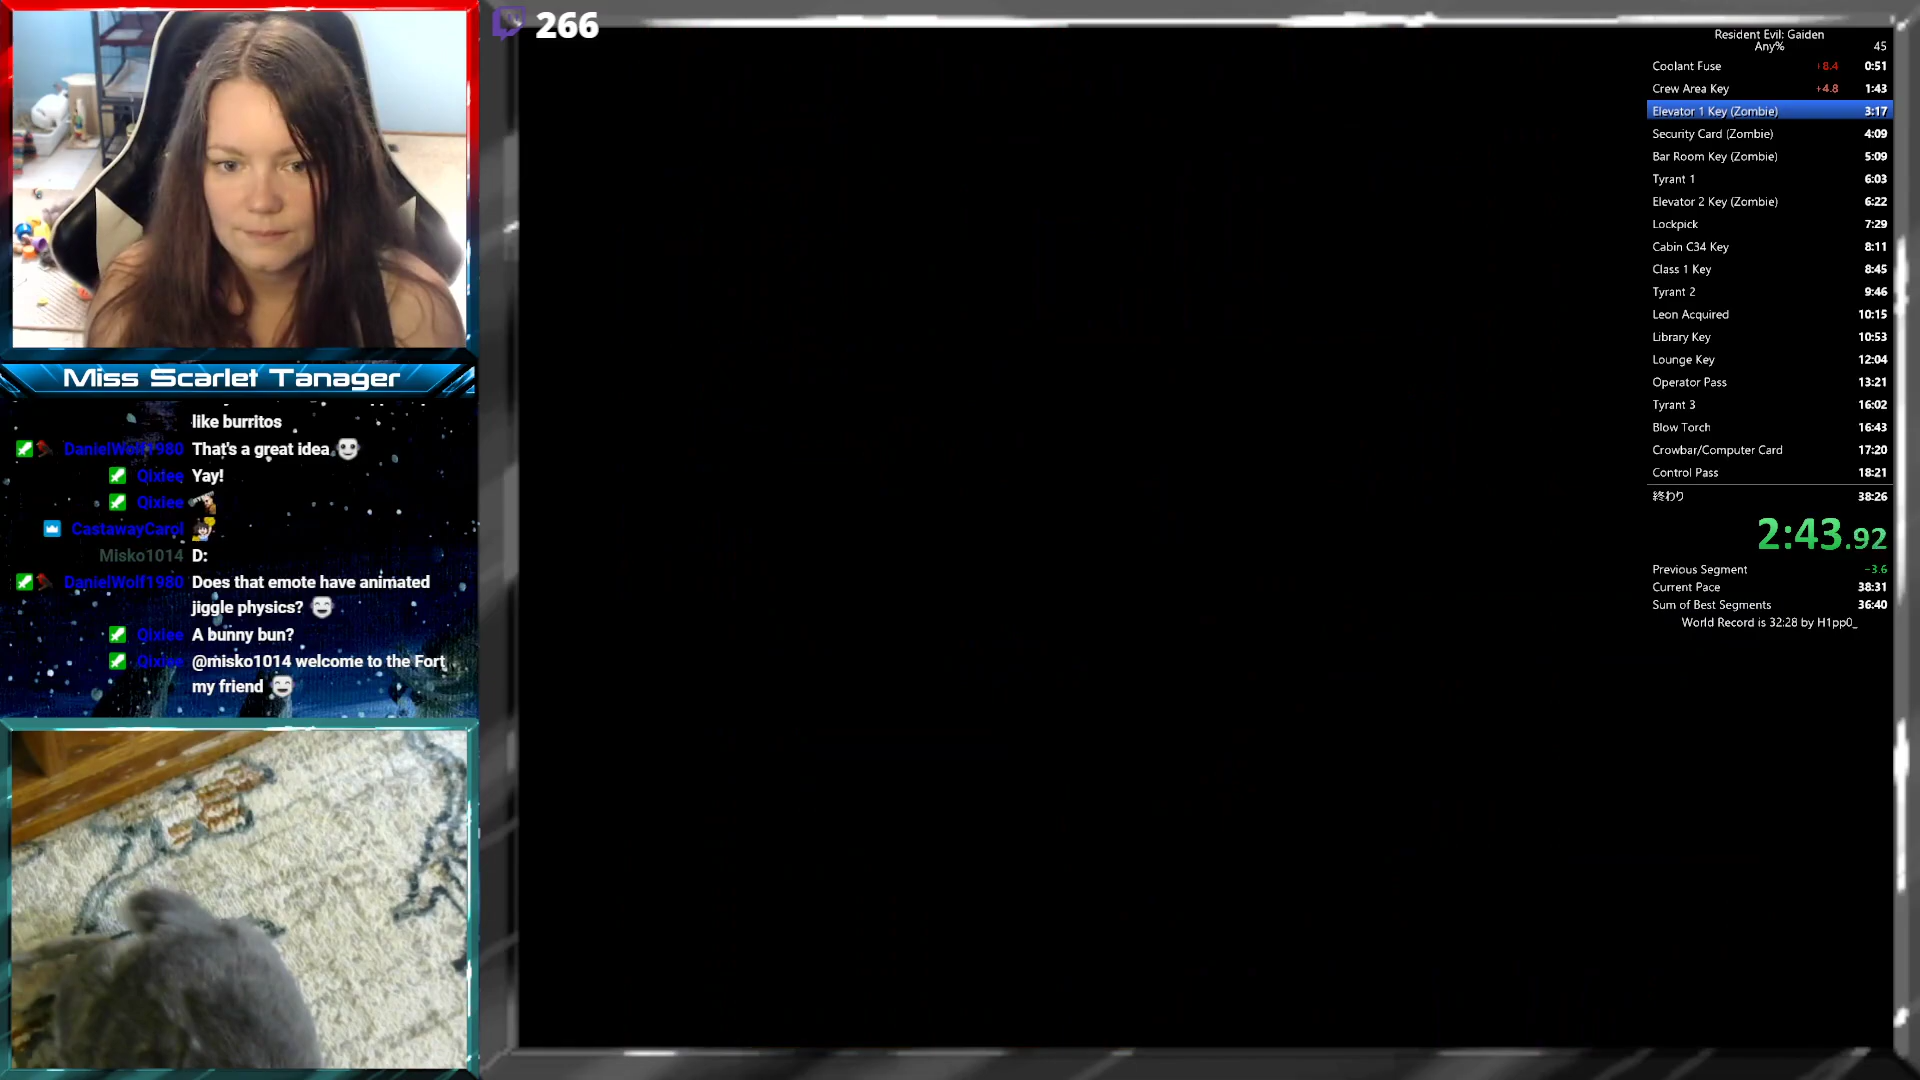 266
Miss Scarlet Tanager
like burritos
DanielWolf1980 That's a great idea
Qixlee Yay!
Qixlee
CastawayCarol
Misko1014 D:
DanielWolf1980 Does that emote have animated
jiggle physics?
Qixlee A bunny bun?
Qixlee @misko1014 welcome to the Fort
my friend
Resident Evil: Gaiden
Any% 45
Coolant Fuse +8.4 0:51
Crew Area Key +4.8 1:43
Elevator 1 Key (Zombie) 3:17
Security Card (Zombie) 4:09
Bar Room Key (Zombie) 5:09
Tyrant 1 6:03
Elevator 2 Key (Zombie) 6:22
Lockpick 7:29
Cabin C34 Key 8:11
Class 1 Key 8:45
Tyrant 2 9:46
Leon Acquired 10:15
Library Key 10:53
Lounge Key 12:04
Operator Pass 13:21
Tyrant 3 16:02
Blow Torch 16:43
Crowbar/Computer Card 17:20
Control Pass 18:21
終わり 38:26
2:43.92
Previous Segment -3.6
Current Pace 38:31
Sum of Best Segments 36:40
World Record is 32:28 by H1pp0_